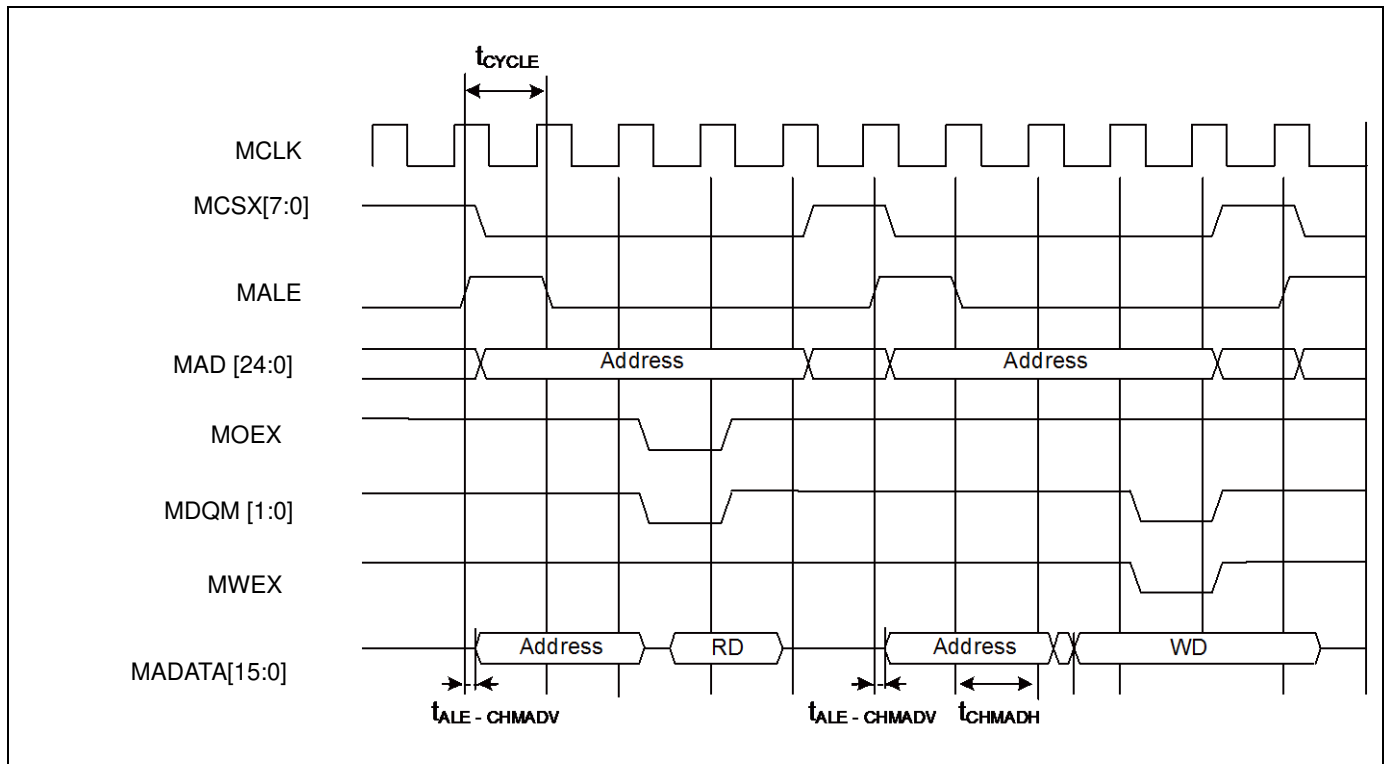 tCYCLE
MCLK
MCSX[7:0]
MALE
MAD [24:0]
Address
Address
MOEX
MDQM [1:0]
MWEX
MADATA[15:0]
Address
RD
Address
WD
tALE - CHMADV
tALE - CHMADV
tCHMADH